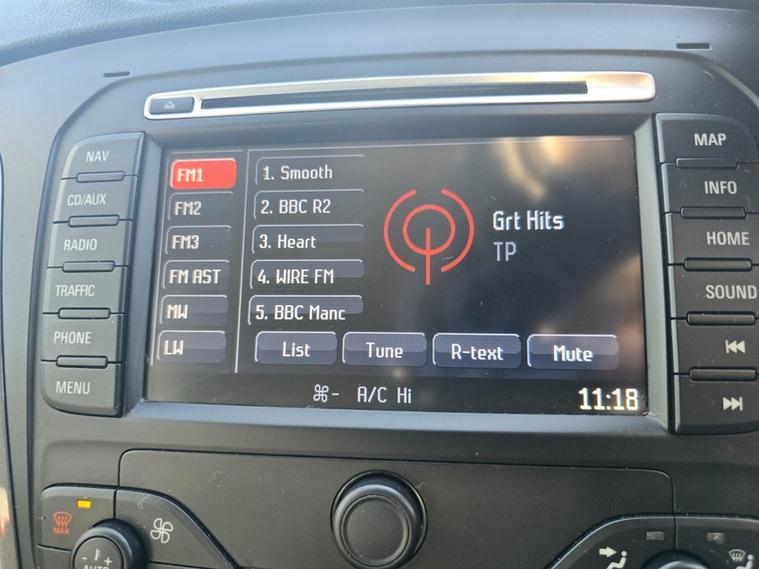 NAV
CD/AUX
RADIO
TRAFFIC
PHONE
MENU
FM1
FM2
FM3
FM AST
MW
LW
1. Smooth
2. BBC R2
3. Heart
4. WIRE FM
5. BBC Manc
Grt Hits
TP
List
Tune
R-text
Mute
A/C Hi
11:18
MAP
INFO
HOME
SOUND
MAX
- +
AUTO